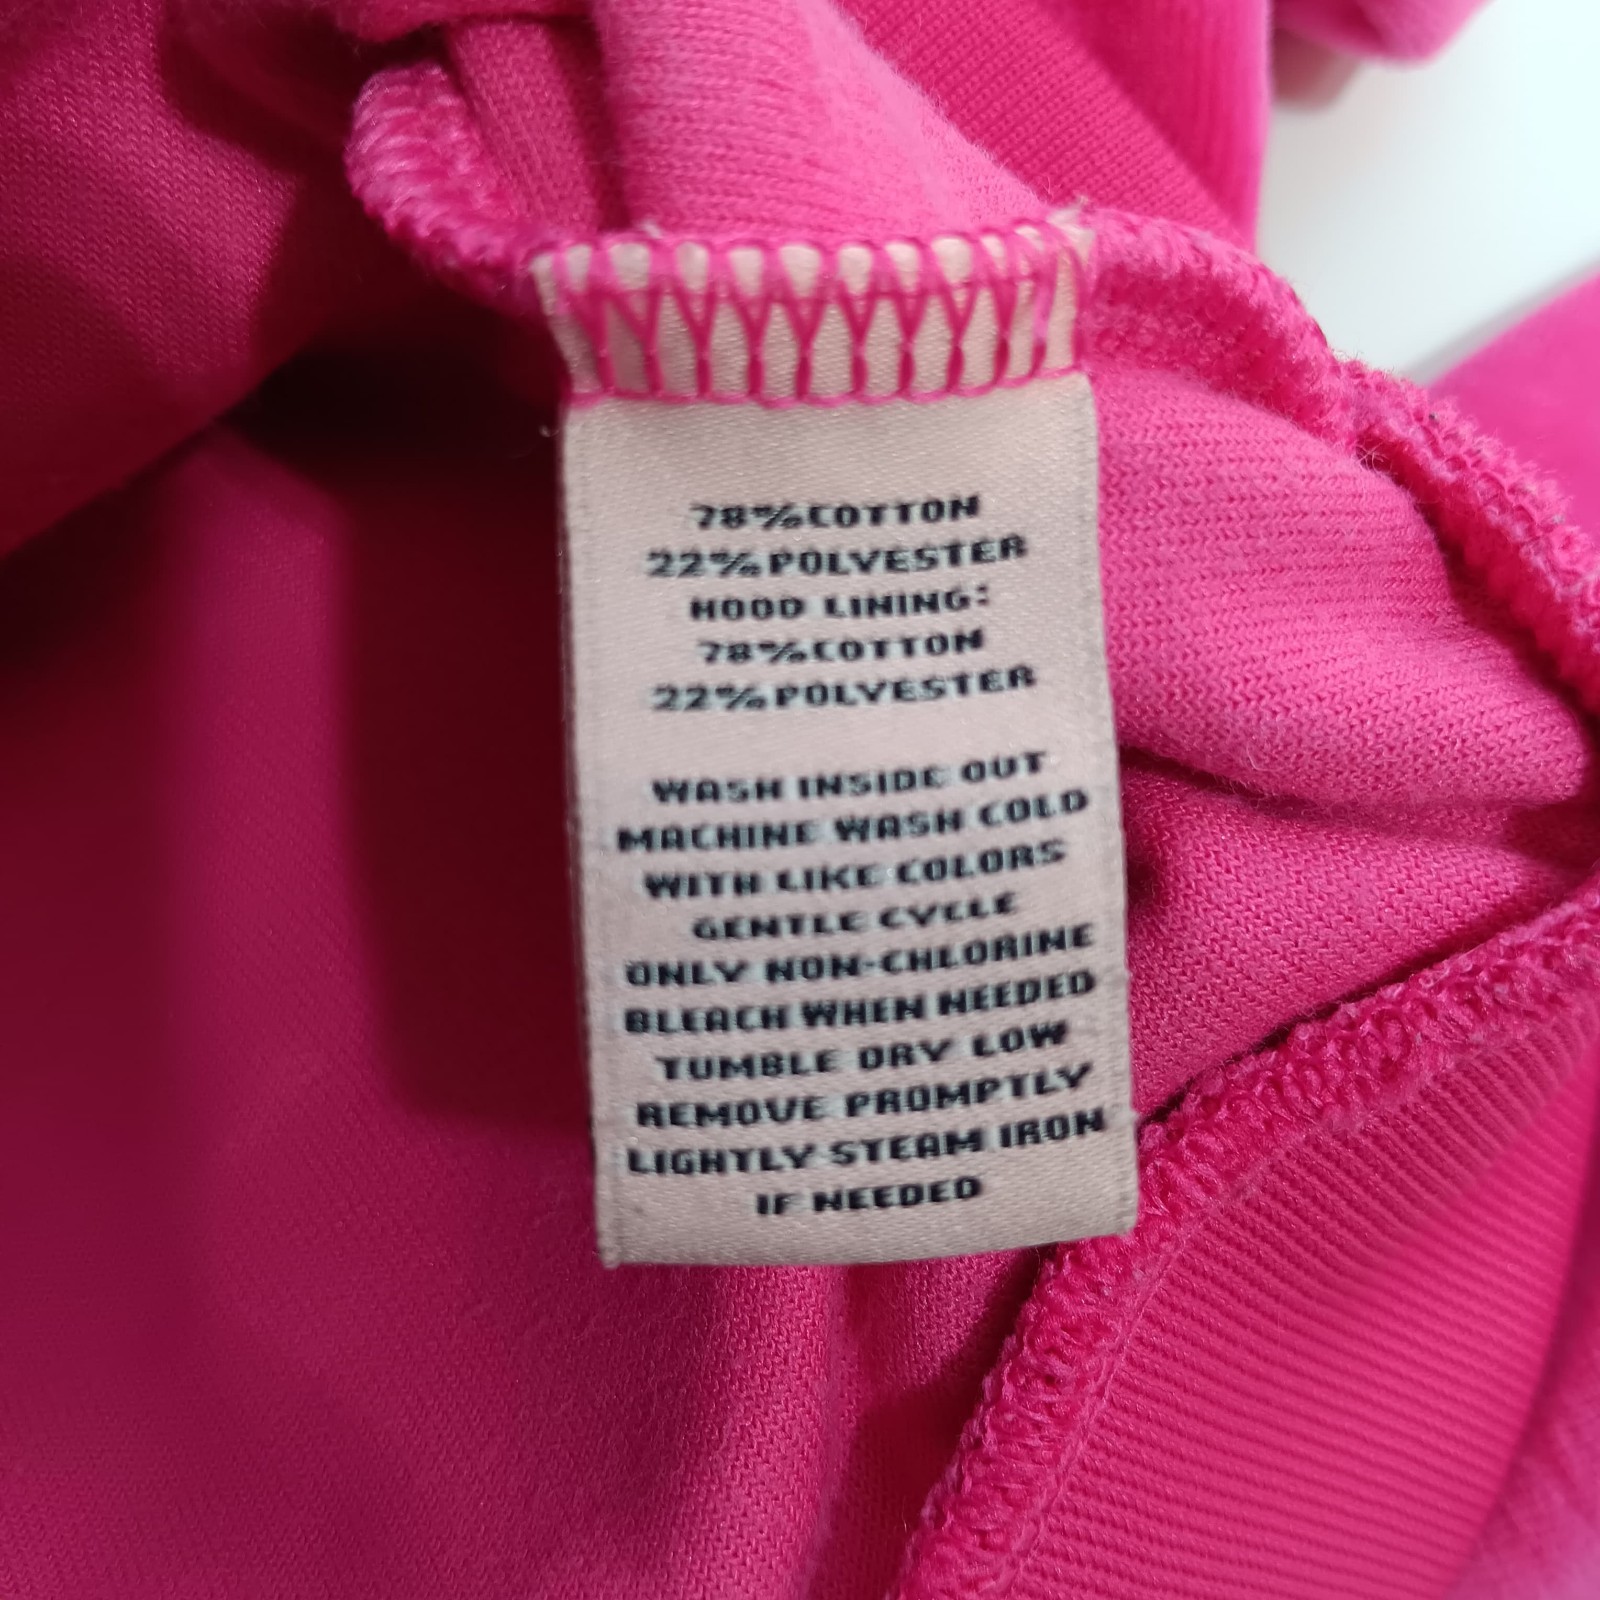 78% COTTON
22% POLYESTER
HOOD LINING:
78% COTTON
22% POLYESTER
WASH INSIDE OUT
MACHINE WASH COLD
WITH LIKE COLORS
GENTLE CYCLE
ONLY NON-CHLORINE
BLEACH WHEN NEEDED
TUMBLE DRY LOW
REMOVE PROMPTLY
LIGHTLY STEAM IRON
IF NEEDED